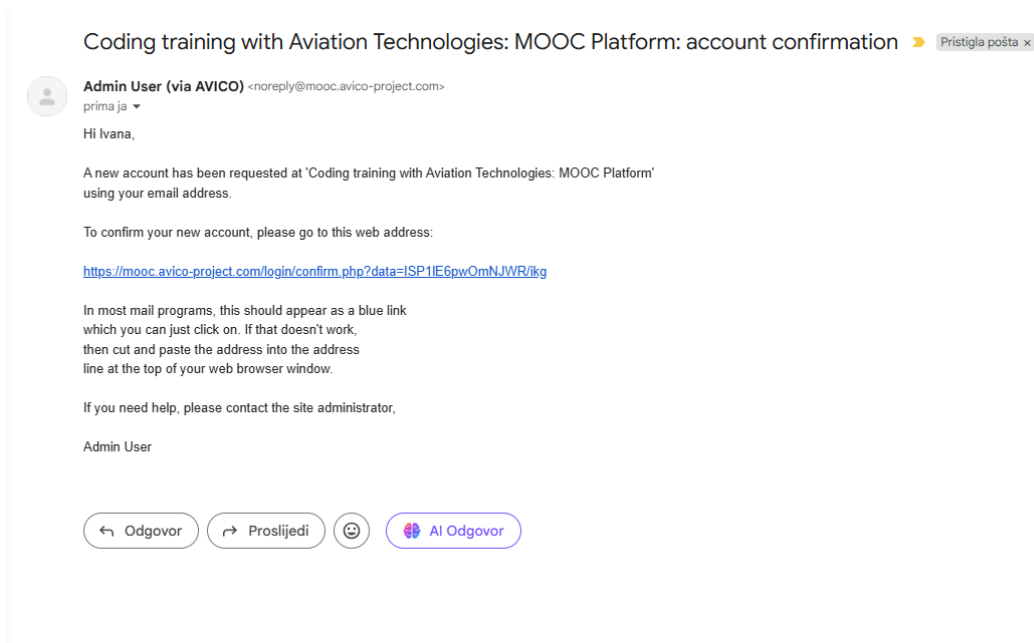 Coding training with Aviation Technologies: MOOC Platform: account confirmation
Pristigla pošta x
Admin User (via AVICO) <noreply@mooc.avico-project.com>
prima ja
Hi Ivana,
A new account has been requested at 'Coding training with Aviation Technologies: MOOC Platform'
using your email address.
To confirm your new account, please go to this web address:
https://mooc.avico-project.com/login/confirm.php?data=ISP1IE6pwOmNJWR/ikg
In most mail programs, this should appear as a blue link
which you can just click on. If that doesn't work,
then cut and paste the address into the address
line at the top of your web browser window.
If you need help, please contact the site administrator,
Admin User
Odgovor
Proslijedi
AI Odgovor